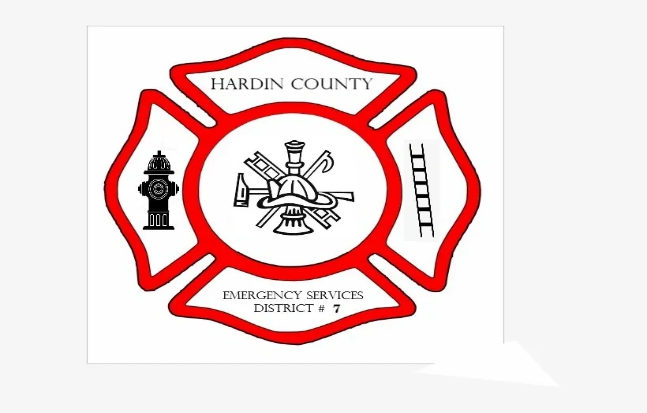 HARDIN COUNTY
EMERGENCY SERVICES
DISTRICT # 7